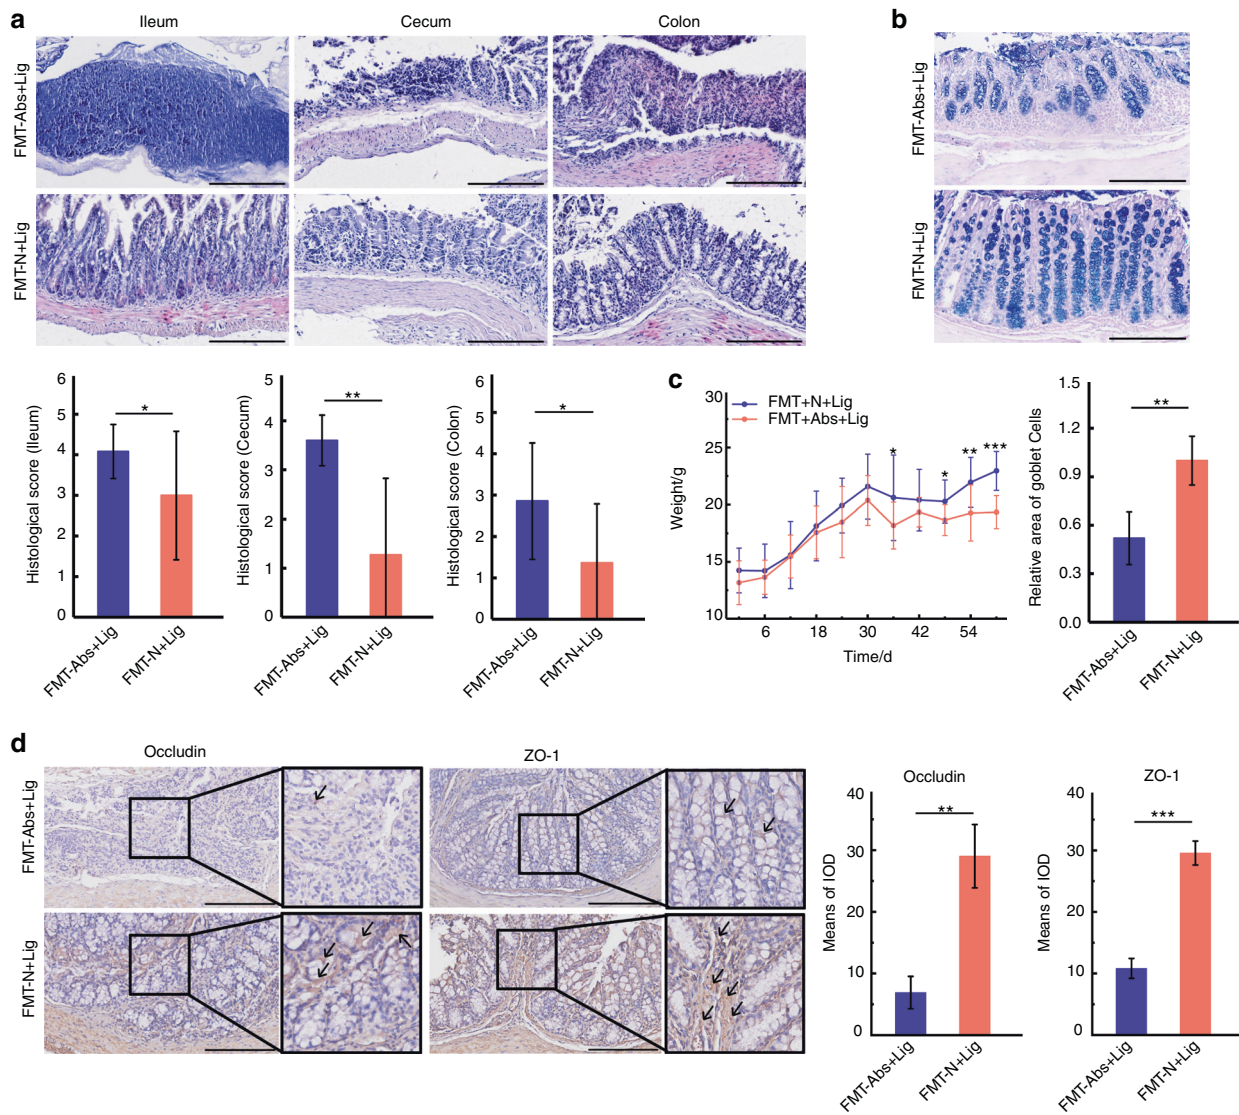 a
Ileum
Cecum
Colon
FMT-Abs+Lig
FMT-N+Lig
b
FMT-Abs+Lig
FMT-N+Lig
Histological score (Ileum)
6
5
4
3
2
1
0
*
FMT-Abs+Lig
FMT-N+Lig
Histological score (Cecum)
5
4
3
2
1
0
**
FMT-Abs+Lig
FMT-N+Lig
Histological score (Colon)
6
5
4
3
2
1
0
*
FMT-Abs+Lig
FMT-N+Lig
c
FMT+N+Lig
FMT+Abs+Lig
Weight/g
30
25
20
15
10
* * ** ***
6 18 30 42 54
Time/d
Relative area of goblet Cells
1.5
1.2
0.9
0.6
0.3
0.0
**
FMT-Abs+Lig
FMT-N+Lig
d
Occludin
ZO-1
FMT-Abs+Lig
FMT-N+Lig
Occludin
Means of IOD
40
30
20
10
0
**
FMT-Abs+Lig
FMT-N+Lig
ZO-1
Means of IOD
40
30
20
10
0
***
FMT-Abs+Lig
FMT-N+Lig